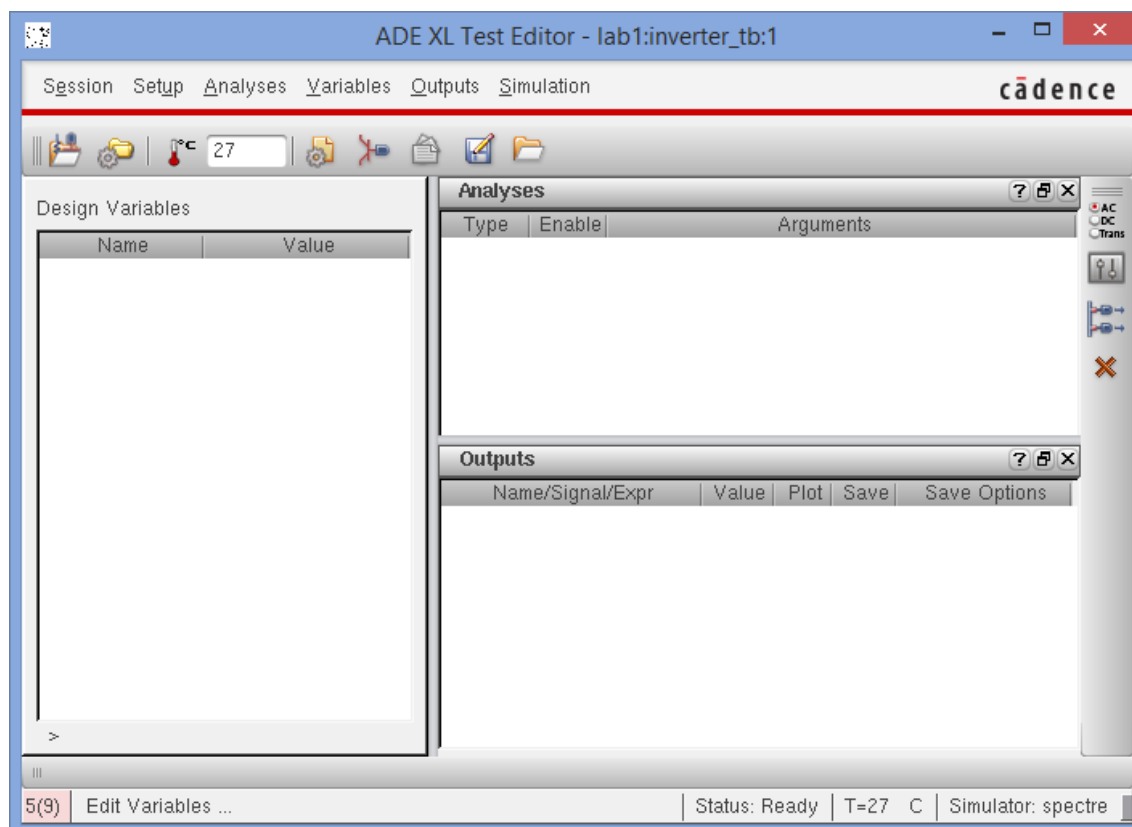 ADE XL Test Editor - lab1:inverter_tb:1
Session Setup Analyses Variables Outputs Simulation
cādence
°C 27
Design Variables
Name Value
>
Analyses
Type Enable Arguments
Outputs
Name/Signal/Expr Value Plot Save Save Options
AC
DC
Trans
5(9) Edit Variables ... Status: Ready T=27 C Simulator: spectre